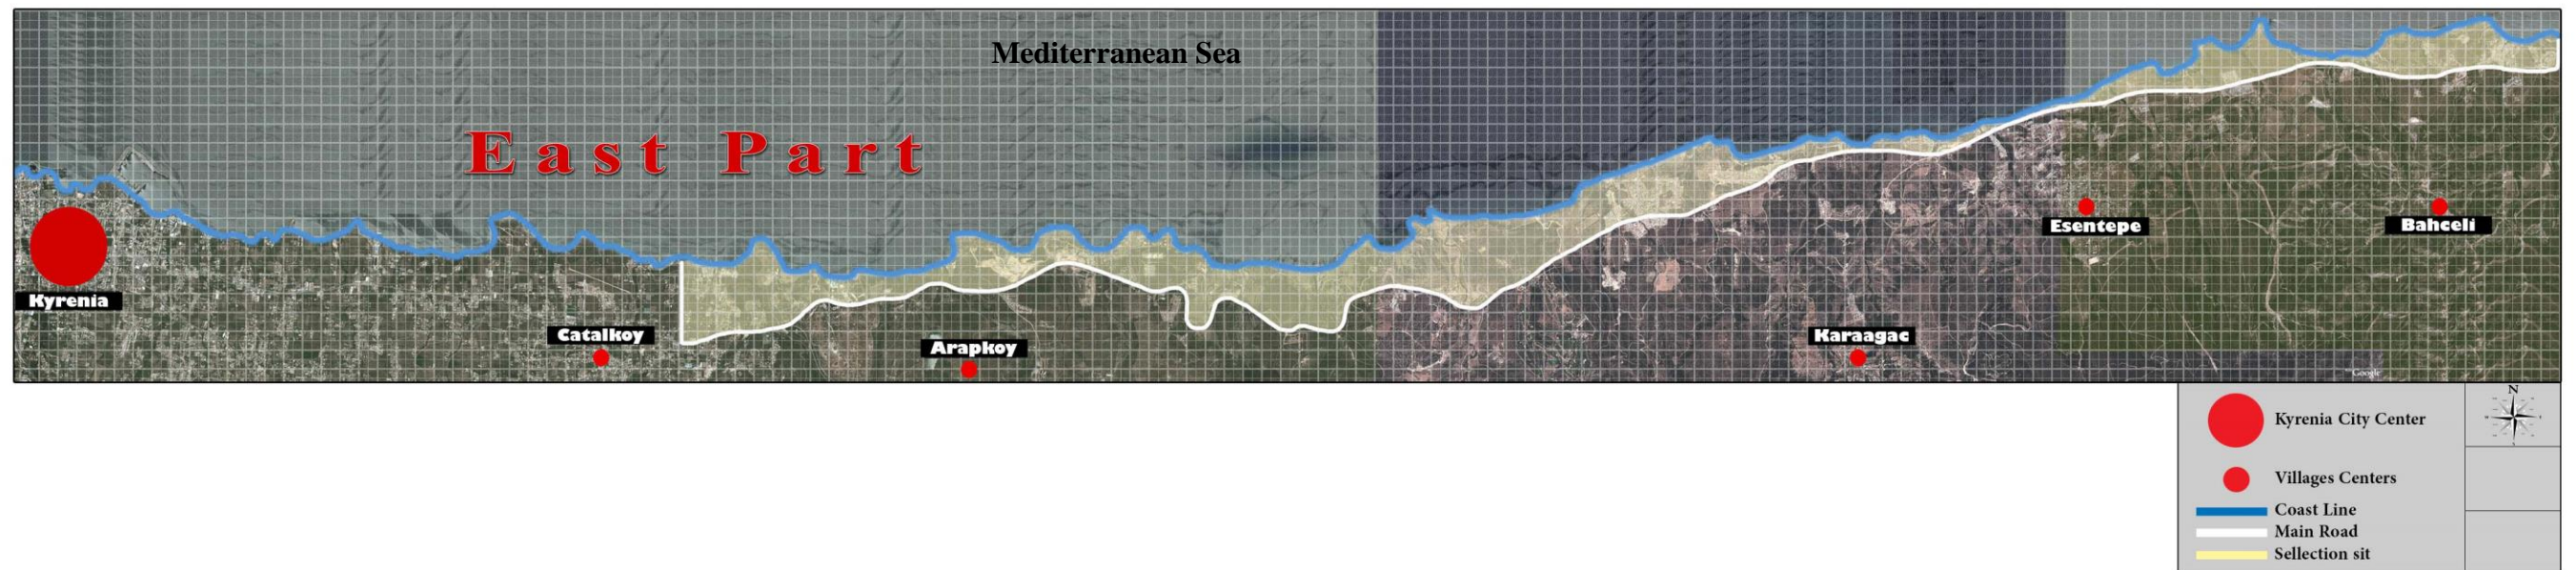 Mediterranean Sea
East Part
Kyrenia
Catalkoy
Arapkoy
Karaagac
Esentepe
Bahceli
Google
N
Kyrenia City Center
Villages Centers
Coast Line
Main Road
Sellection sit